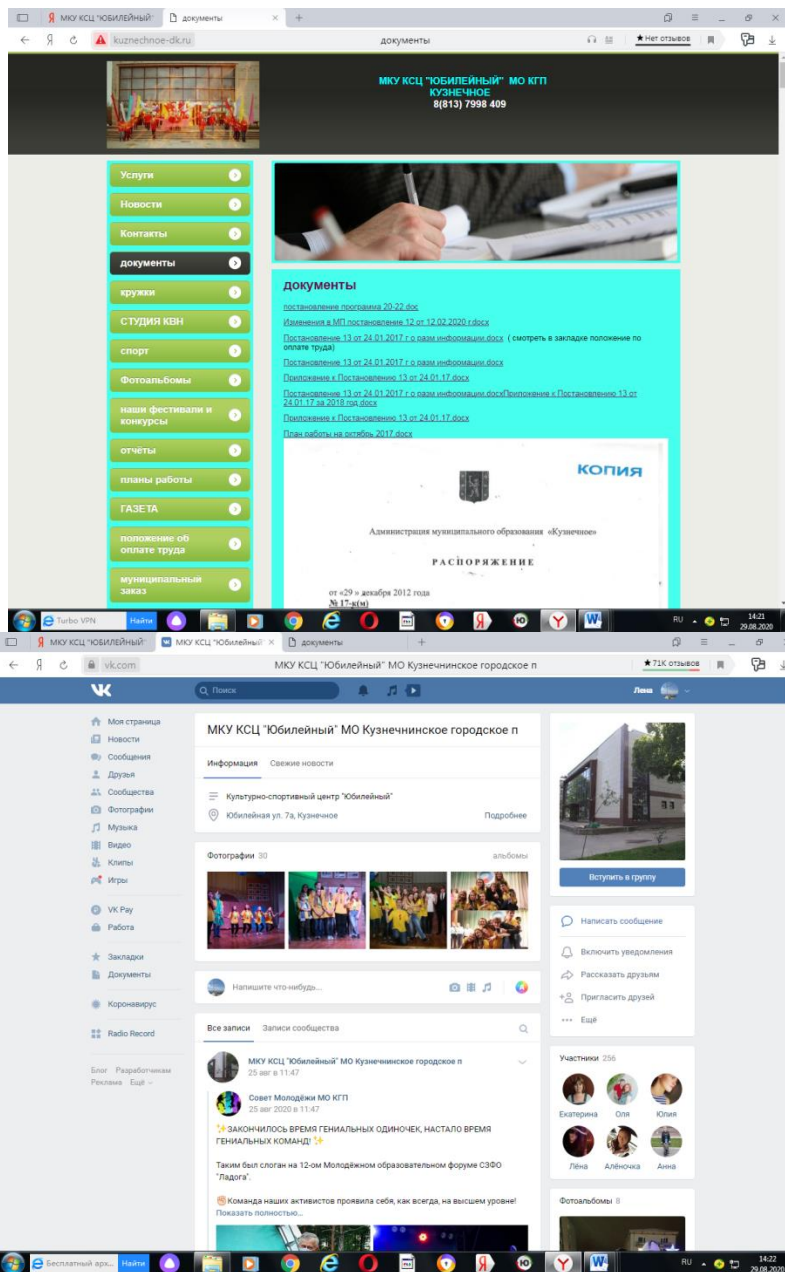 МКУ КСЦ "ЮБИЛЕЙНЫЙ"
документы
kuznechnoe-dk.ru
документы
★ Нет отзывов
МКУ КСЦ "ЮБИЛЕЙНЫЙ" МО КГП
КУЗНЕЧНОЕ
8(813) 7998 409
Услуги
Новости
Контакты
документы
кружки
СТУДИЯ КВН
спорт
Фотоальбомы
наши фестивали и
конкурсы
отчёты
планы работы
ГАЗЕТА
положение об
оплате труда
муниципальный
заказ
документы
постановление программа 20-22.doc
Изменения в МП постановление 12 от 12.02.2020 г.docx
Постановление 13 от 24.01.2017 г о разм информации.docx ( смотреть в закладке положение по
оплате труда)
Постановление 13 от 24.01.2017 г о разм информации.docx
Приложение к Постановлению 13 от 24.01.17.docx
Постановление 13 от 24.01.2017 г о разм информации.docxПриложение к Постановлению 13 от
24.01.17 за 2018 год.docx
Приложение к Постановлению 13 от 24.01.17.docx
План работы на октябрь 2017.docx
КОПИЯ
Администрация муниципального образования «Кузнечное»
РАСПОРЯЖЕНИЕ
от «29 » декабря 2012 года
№ 17-к(м)
Turbo VPN
Найти
RU
14:21
29.08.2020
МКУ КСЦ "ЮБИЛЕЙНЫЙ"
МКУ КСЦ "Юбилейный"
документы
vk.com
МКУ КСЦ "Юбилейный" МО Кузнечнинское городское п
★ 71K отзывов
Поиск
Лена
Моя страница
Новости
Сообщения
Друзья
Сообщества
Фотографии
Музыка
Видео
Клипы
Игры
VK Pay
Работа
Закладки
Документы
Коронавирус
Radio Record
Блог Разработчикам
Реклама Ещё
МКУ КСЦ "Юбилейный" МО Кузнечнинское городское п
Информация Свежие новости
Культурно-спортивный центр "Юбилейный"
Юбилейная ул. 7а, Кузнечное
Подробнее
Фотографии 30
альбомы
Напишите что-нибудь...
Все записи Записи сообщества
МКУ КСЦ "Юбилейный" МО Кузнечнинское городское п
25 авг в 11:47
Совет Молодёжи МО КГП
25 авг 2020 в 11:47
✨ЗАКОНЧИЛОСЬ ВРЕМЯ ГЕНИАЛЬНЫХ ОДИНОЧЕК, НАСТАЛО ВРЕМЯ
ГЕНИАЛЬНЫХ КОМАНД!✨
Таким был слоган на 12-ом Молодёжном образовательном форуме СЗФО
"Ладога".
Команда наших активистов проявила себя, как всегда, на высшем уровне!
Показать полностью...
Вступить в группу
Написать сообщение
Включить уведомления
Рассказать друзьям
Пригласить друзей
Ещё
Участники 256
Екатерина Оля Юлия
Лёна Алёночка Анна
Фотоальбомы 8
Бесплатный арх...
Найти
RU
14:22
29.08.2020